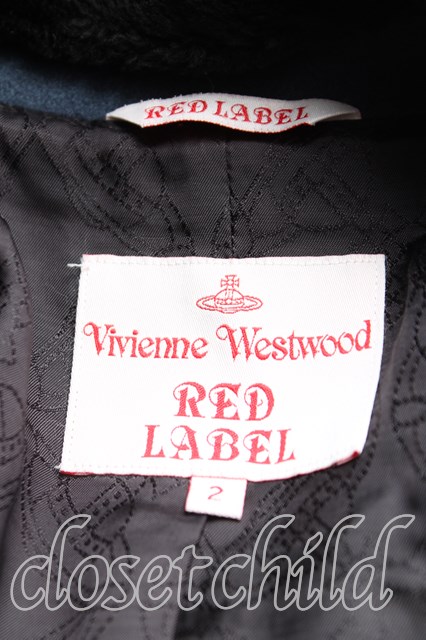 RED LABEL
Vivienne Westwood
RED
LABEL
2
closetchild